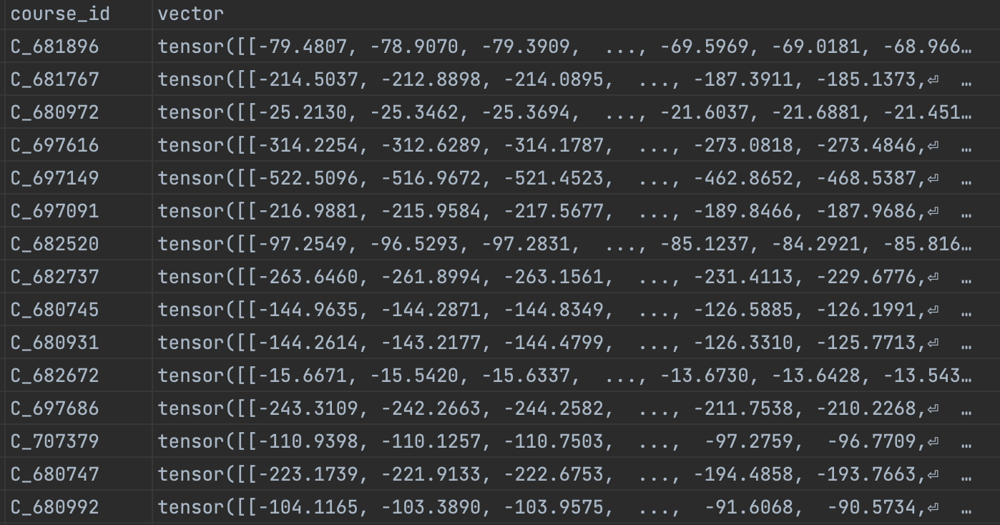 course_id vector
C_681896 tensor([[-79.4807, -78.9070, -79.3909, ..., -69.5969, -69.0181, -68.966…
C_681767 tensor([[-214.5037, -212.8898, -214.0895, ..., -187.3911, -185.1373,⏎ …
C_680972 tensor([[-25.2130, -25.3462, -25.3694, ..., -21.6037, -21.6881, -21.451…
C_697616 tensor([[-314.2254, -312.6289, -314.1787, ..., -273.0818, -273.4846,⏎ …
C_697149 tensor([[-522.5096, -516.9672, -521.4523, ..., -462.8652, -468.5387,⏎ …
C_697091 tensor([[-216.9881, -215.9584, -217.5677, ..., -189.8466, -187.9686,⏎ …
C_682520 tensor([[-97.2549, -96.5293, -97.2831, ..., -85.1237, -84.2921, -85.816…
C_682737 tensor([[-263.6460, -261.8994, -263.1561, ..., -231.4113, -229.6776,⏎ …
C_680745 tensor([[-144.9635, -144.2871, -144.8349, ..., -126.5885, -126.1991,⏎ …
C_680931 tensor([[-144.2614, -143.2177, -144.4799, ..., -126.3310, -125.7713,⏎ …
C_682672 tensor([[-15.6671, -15.5420, -15.6337, ..., -13.6730, -13.6428, -13.543…
C_697686 tensor([[-243.3109, -242.2663, -244.2582, ..., -211.7538, -210.2268,⏎ …
C_707379 tensor([[-110.9398, -110.1257, -110.7503, ..., -97.2759, -96.7709,⏎ …
C_680747 tensor([[-223.1739, -221.9133, -222.6753, ..., -194.4858, -193.7663,⏎ …
C_680992 tensor([[-104.1165, -103.3890, -103.9575, ..., -91.6068, -90.5734,⏎ …